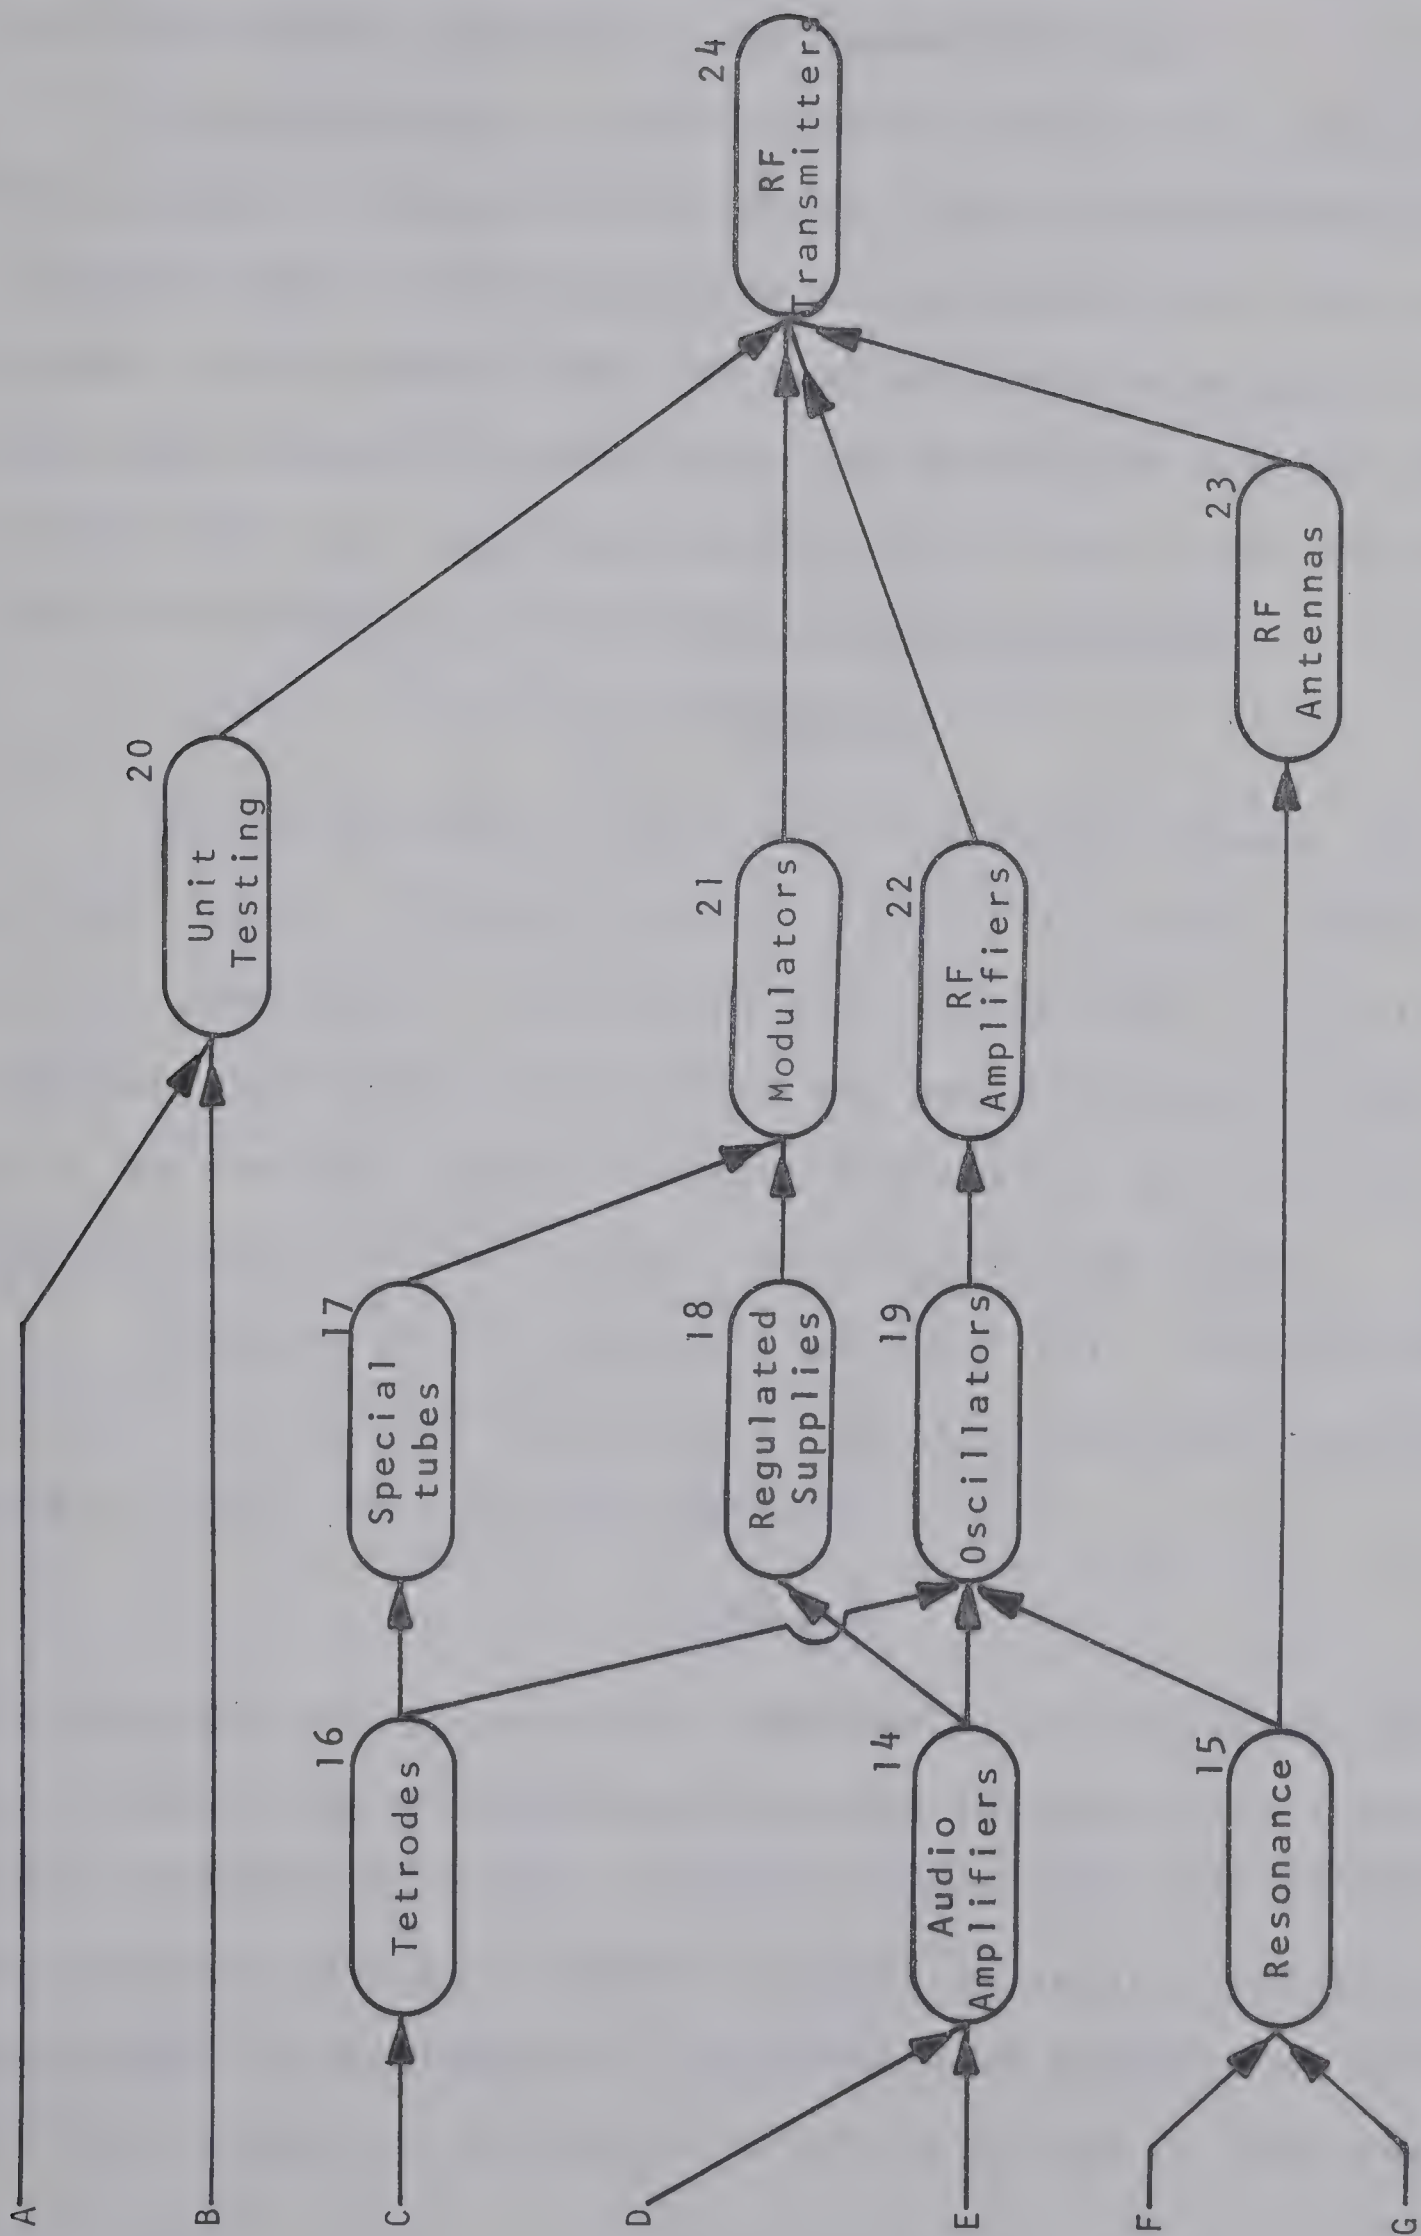 A
B
C
D
E
F
G
16
Tetrodes
14
Audio
Amplifiers
15
Resonance
17
Special
tubes
18
Regulated
Supplies
19
Oscillators
20
Unit
Testing
21
Modulators
22
RF
Amplifiers
23
RF
Antennas
24
RF
Transmitters